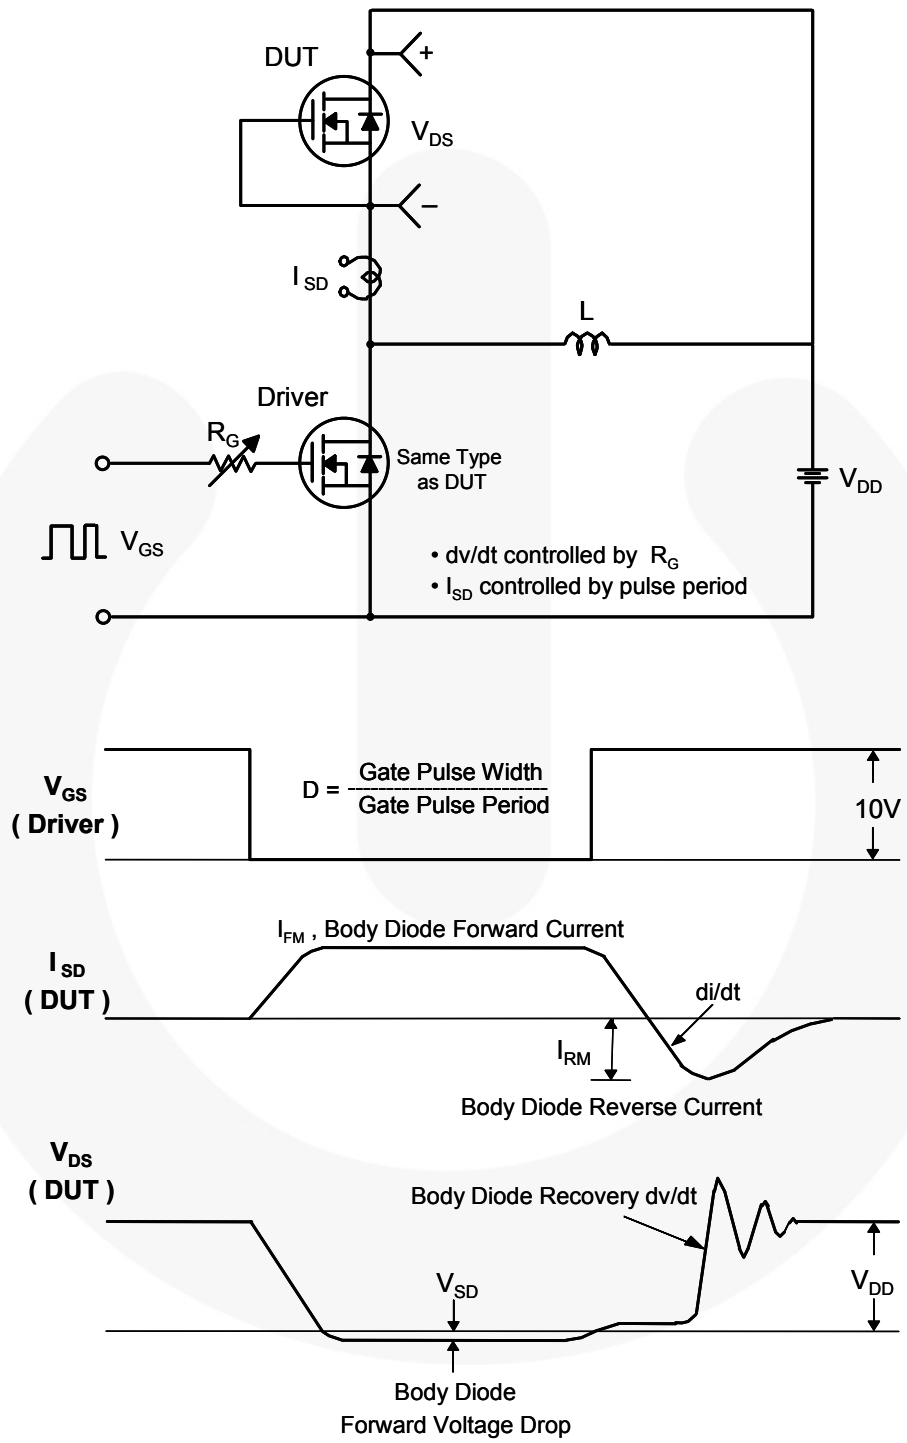 DUT
+
V_DS
−
I_SD
L
Driver
R_G
Same Type
as DUT
V_DD
V_GS
• dv/dt controlled by R_G
• I_SD controlled by pulse period
V_GS
( Driver )
D = Gate Pulse Width
Gate Pulse Period
10V
I_FM , Body Diode Forward Current
I_SD
( DUT )
di/dt
I_RM
Body Diode Reverse Current
V_DS
( DUT )
Body Diode Recovery dv/dt
V_SD
V_DD
Body Diode
Forward Voltage Drop